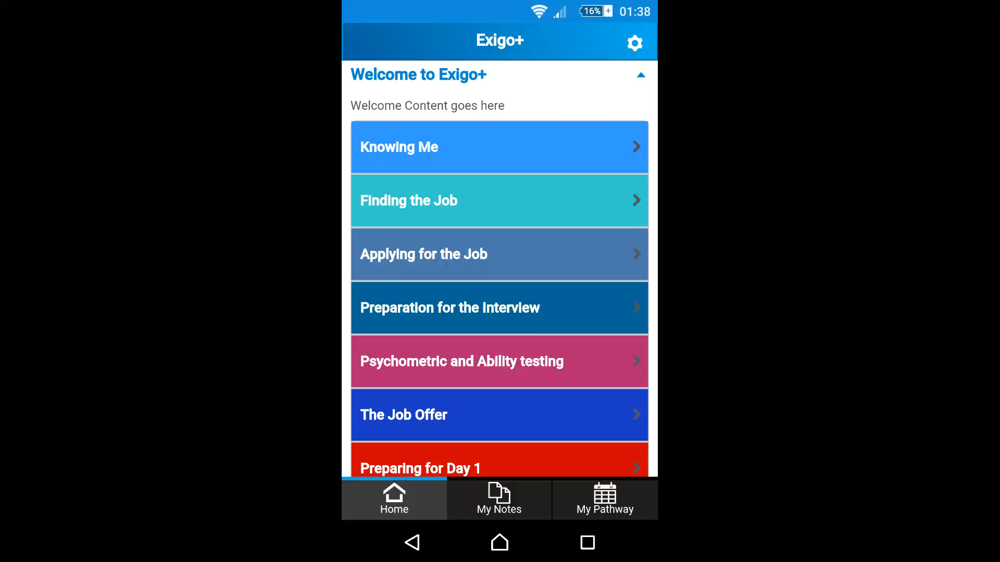 16% 01:38
Exigo+
Welcome to Exigo+
Welcome Content goes here
Knowing Me
Finding the Job
Applying for the Job
Preparation for the Interview
Psychometric and Ability testing
The Job Offer
Preparing for Day 1
Home My Notes My Pathway